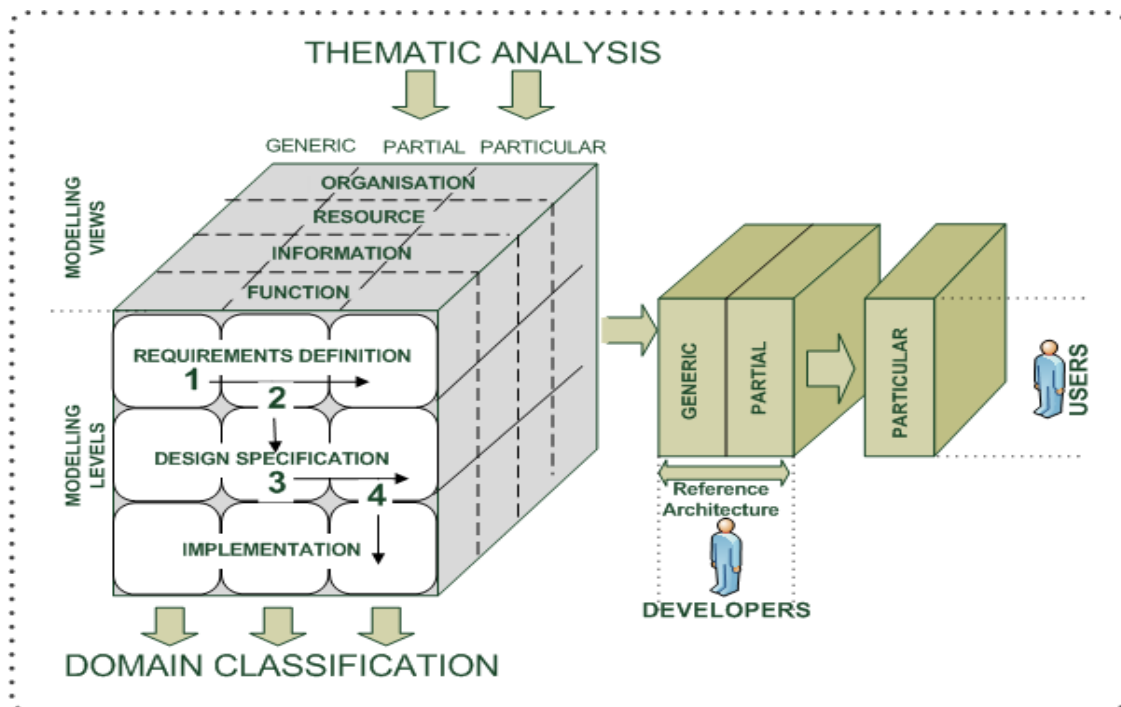 THEMATIC ANALYSIS
GENERIC
PARTIAL
PARTICULAR
MODELLING
VIEWS
ORGANISATION
RESOURCE
INFORMATION
FUNCTION
MODELLING
LEVELS
REQUIREMENTS DEFINITION
1
2
DESIGN SPECIFICATION
3
4
IMPLEMENTATION
DOMAIN CLASSIFICATION
GENERIC
PARTIAL
PARTICULAR
USERS
Reference
Architecture
DEVELOPERS